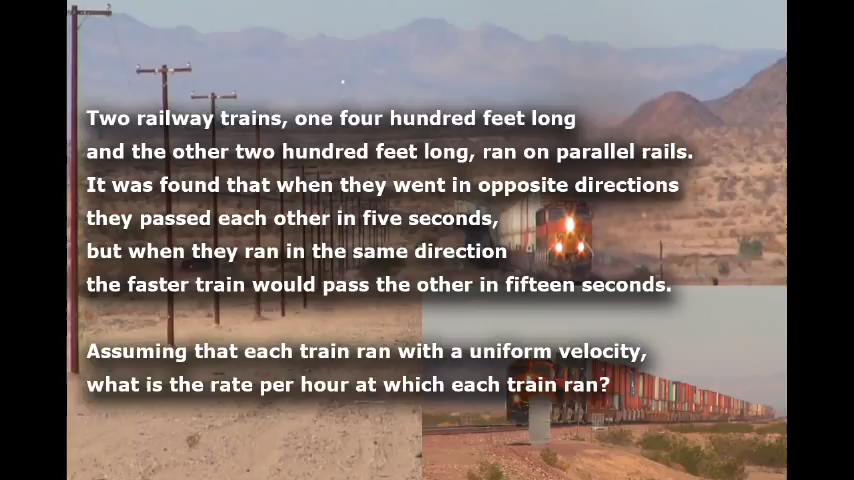 Two railway trains, one four hundred feet long
and the other two hundred feet long, ran on parallel rails.
It was found that when they went in opposite directions
they passed each other in five seconds,
but when they ran in the same direction
the faster train would pass the other in fifteen seconds.
Assuming that each train ran with a uniform velocity,
what is the rate per hour at which each train ran?